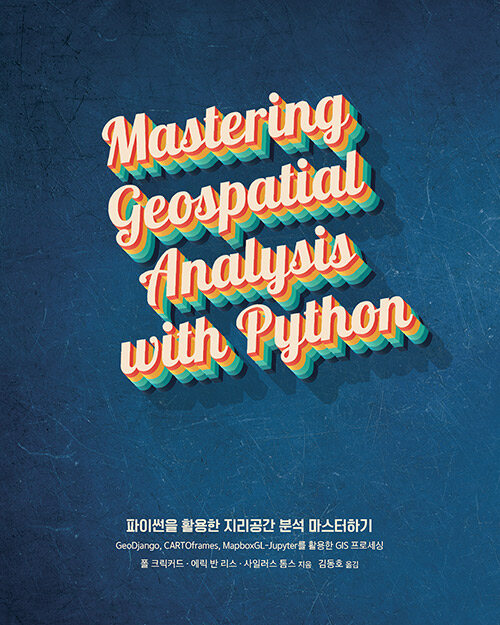 Mastering
Geospatial
Analysis
with Python
파이썬을 활용한 지리공간 분석 마스터하기
GeoDjango, CARTOframes, MapboxGL-Jupyter를 활용한 GIS 프로세싱
폴 크릭커드 · 에릭 반 리스 · 사일러스 톰스 지음 김동호 옮김